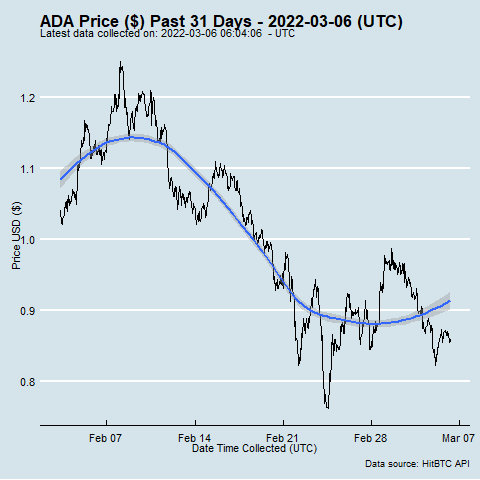 ADA Price ($) Past 31 Days - 2022-03-06 (UTC)
Latest data collected on: 2022-03-06 06:04:06 - UTC
1.2
1.1
1.0
0.9
0.8
Price USD ($)
Feb 07 Feb 14 Feb 21 Feb 28 Mar 07
Date Time Collected (UTC)
Data source: HitBTC API